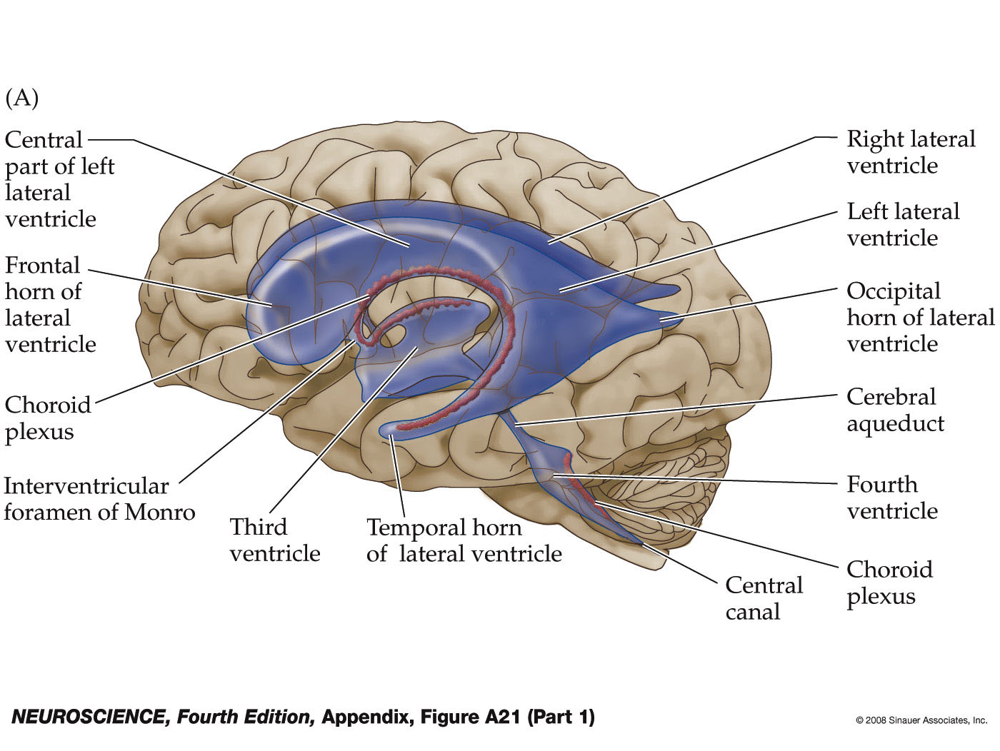 (A)
Central
part of left
lateral
ventricle
Frontal
horn of
lateral
ventricle
Choroid
plexus
Interventricular
foramen of Monro
Third
ventricle
Temporal horn
of lateral ventricle
Right lateral
ventricle
Left lateral
ventricle
Occipital
horn of lateral
ventricle
Cerebral
aqueduct
Fourth
ventricle
Choroid
plexus
Central
canal
NEUROSCIENCE, Fourth Edition, Appendix, Figure A21 (Part 1)
© 2008 Sinauer Associates, Inc.